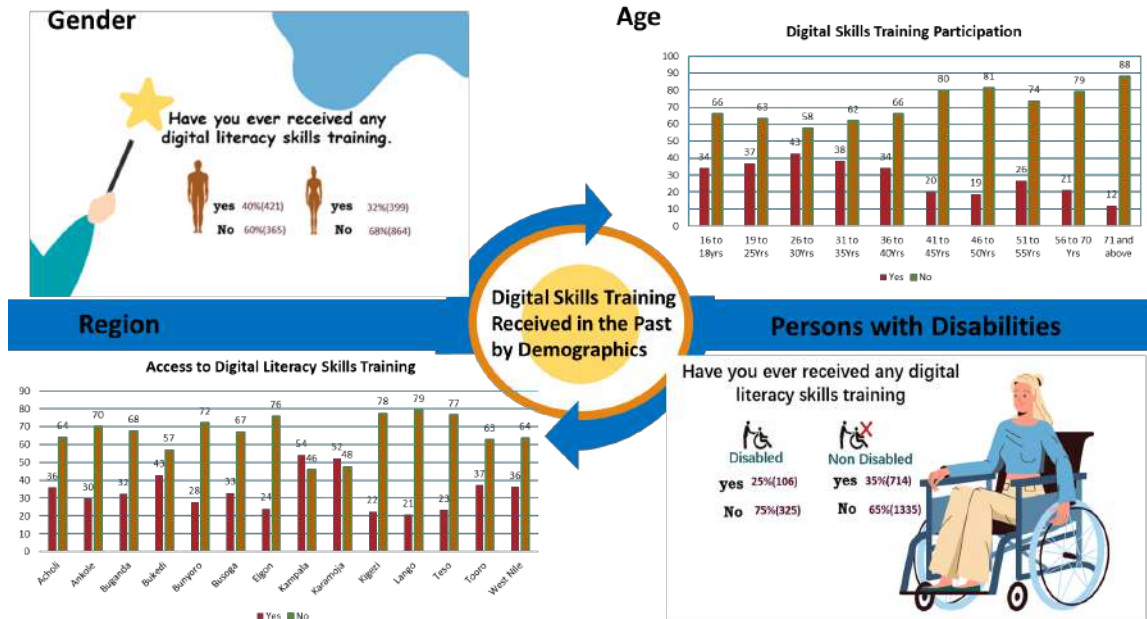 Gender
Have you ever received any
digital literacy skills training.
yes 40%(421)
No 60%(365)
yes 32%(399)
No 68%(864)
Age
Digital Skills Training Participation
100
90
80
70
60
50
40
30
20
10
0
66
63
58
62
66
80
81
74
79
88
34
37
43
38
34
20
19
26
21
12
16 to 18yrs
19 to 25Yrs
26 to 30Yrs
31 to 35Yrs
36 to 40Yrs
41 to 45Yrs
46 to 50Yrs
51 to 55Yrs
56 to 70 Yrs
71 and above
Yes No
Digital Skills Training
Received in the Past
by Demographics
Region
Access to Digital Literacy Skills Training
90
80
70
60
50
40
30
20
10
0
36
64
30
70
32
68
43
57
28
72
33
67
24
76
54
46
52
48
22
78
21
79
23
77
37
63
36
64
Acholi
Ankole
Buganda
Bukedi
Bunyoro
Busoga
Elgon
Kampala
Karamoja
Kigezi
Lango
Teso
Tooro
West Nile
Yes No
Persons with Disabilities
Have you ever received any digital
literacy skills training
Disabled
yes 25%(106)
No 75%(325)
Non Disabled
yes 35%(714)
No 65%(1335)